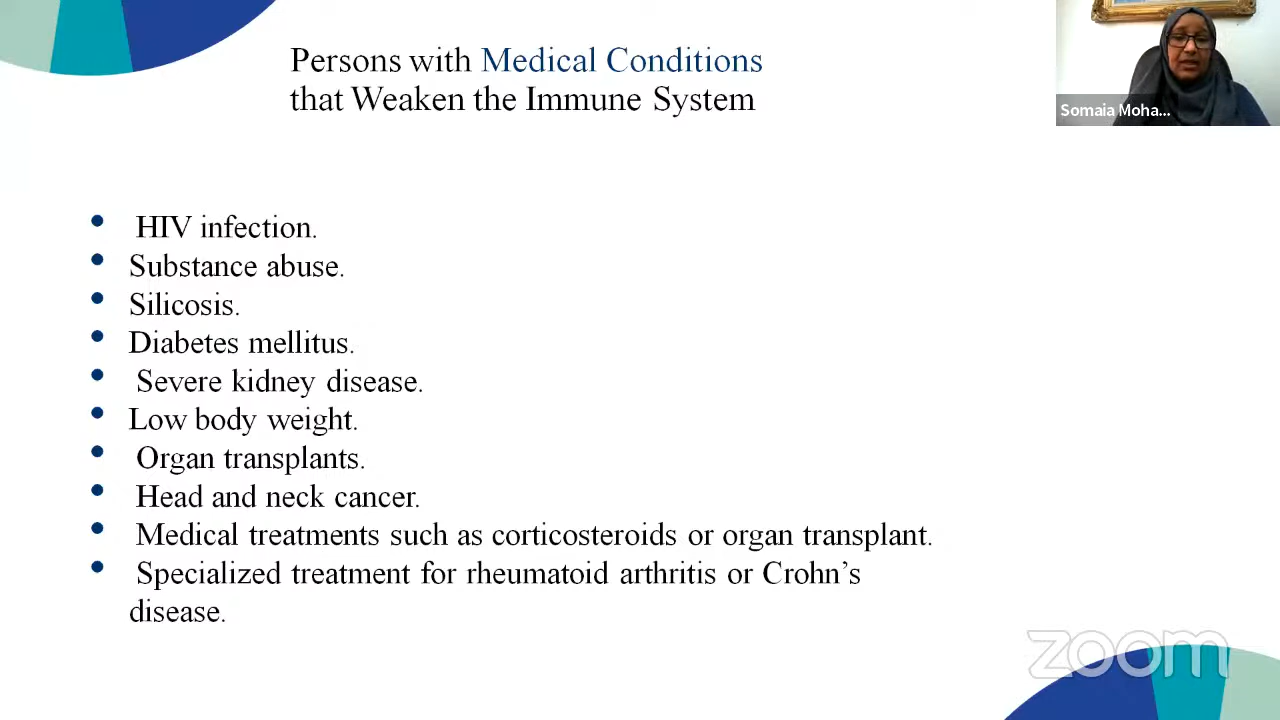 Persons with Medical Conditions
that Weaken the Immune System
Somaia Moha...
• HIV infection.
• Substance abuse.
• Silicosis.
• Diabetes mellitus.
• Severe kidney disease.
• Low body weight.
• Organ transplants.
• Head and neck cancer.
• Medical treatments such as corticosteroids or organ transplant.
• Specialized treatment for rheumatoid arthritis or Crohn’s
disease.
zoom